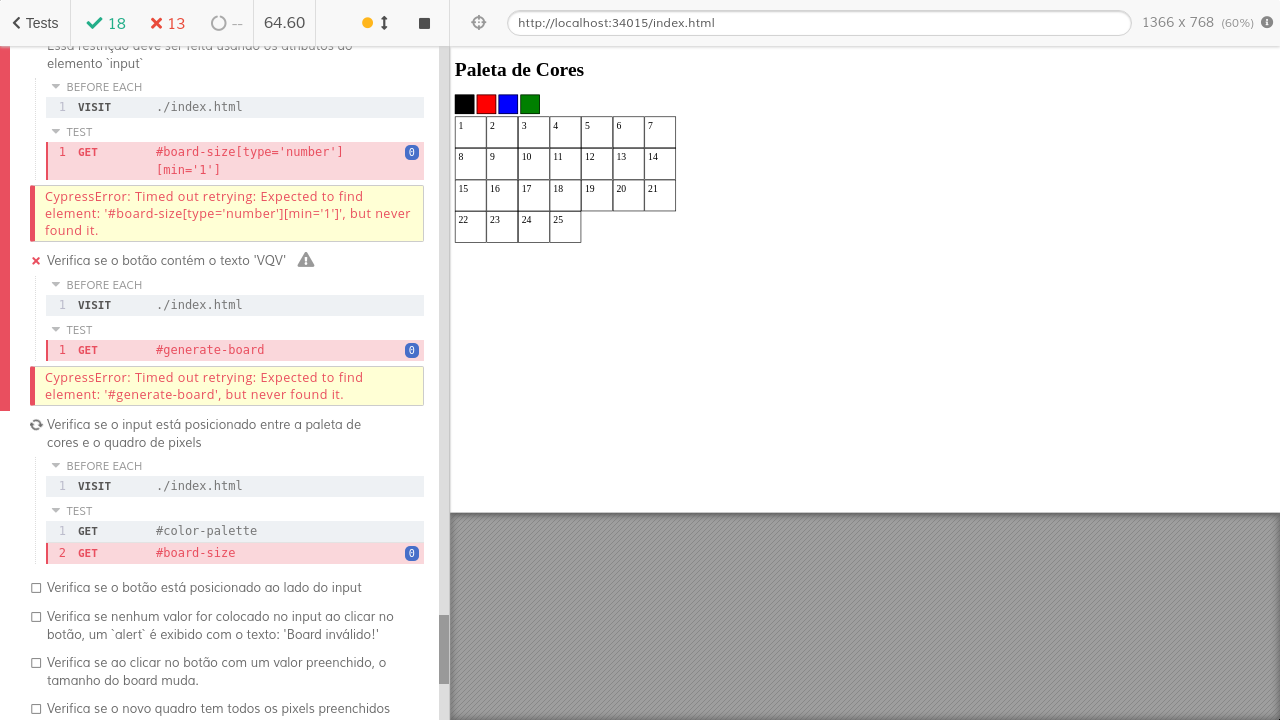 Tests 18 13 -- 64.60 http://localhost:34015/index.html 1366 x 768 (60%)
Essa restrição deve ser feita usando os atributos do
elemento `input`
BEFORE EACH
1 VISIT ./index.html
TEST
1 GET #board-size[type='number'] 0
[min='1']
CypressError: Timed out retrying: Expected to find
element: '#board-size[type='number'][min='1']', but never
found it.
Verifica se o botão contém o texto 'VQV'
BEFORE EACH
1 VISIT ./index.html
TEST
1 GET #generate-board 0
CypressError: Timed out retrying: Expected to find
element: '#generate-board', but never found it.
Verifica se o input está posicionado entre a paleta de
cores e o quadro de pixels
BEFORE EACH
1 VISIT ./index.html
TEST
1 GET #color-palette
2 GET #board-size 0
Verifica se o botão está posicionado ao lado do input
Verifica se nenhum valor for colocado no input ao clicar no
botão, um `alert` é exibido com o texto: 'Board inválido!'
Verifica se ao clicar no botão com um valor preenchido, o
tamanho do board muda.
Verifica se o novo quadro tem todos os pixels preenchidos
Paleta de Cores
1 2 3 4 5 6 7
8 9 10 11 12 13 14
15 16 17 18 19 20 21
22 23 24 25